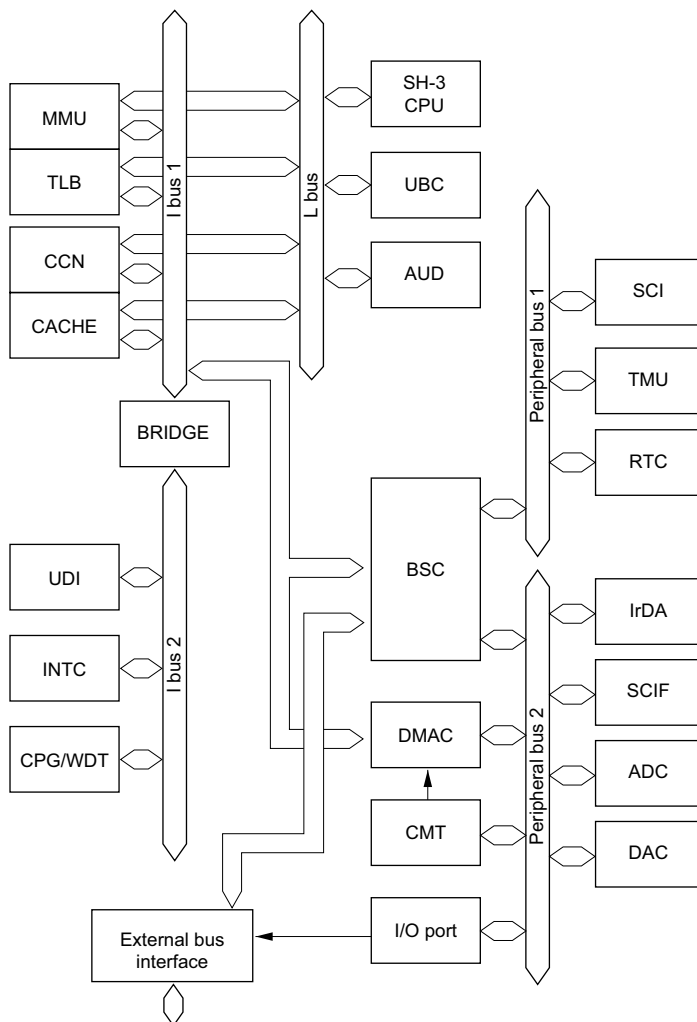 SH-3
CPU
MMU
TLB
I bus 1
L bus
UBC
CCN
AUD
CACHE
SCI
Peripheral bus 1
TMU
BRIDGE
RTC
BSC
UDI
IrDA
INTC
I bus 2
SCIF
DMAC
Peripheral bus 2
CPG/WDT
ADC
CMT
DAC
External bus
interface
I/O port